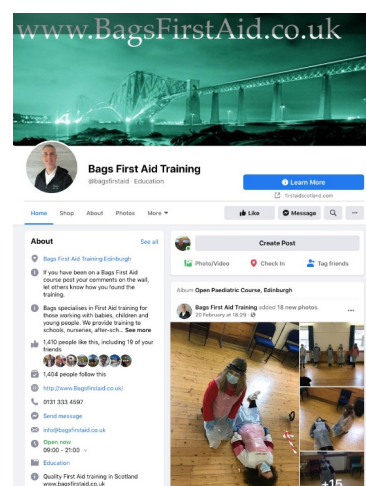 www.BagsFirstAid.co.uk
Bags First Aid Training
@bagsfirstaid · Education
Learn More
firstaidscotland.com
Home Shop About Photos More
Like
Message
About
See all
Bags First Aid Training Edinburgh
If you have been on a Bags First Aid
course post your comments on the wall,
let others know how you found the
training.
Bags specialises in First Aid training for
those working with babies, children and
young people. We provide training to
schools, nurseries, after-sch... See more
1,410 people like this, including 19 of your
friends
1,404 people follow this
http://www.Bagsfirstaid.co.uk/
0131 333 4597
Send message
info@bagsfirstaid.co.uk
Open now
09:00 - 21:00
Education
Quality First Aid training in Scotland
www.bagsfirstaid.co.uk
Create Post
Photo/Video
Check In
Tag friends
Album Open Paediatric Course, Edinburgh
Bags First Aid Training added 18 new photos.
20 February at 18:29
+15